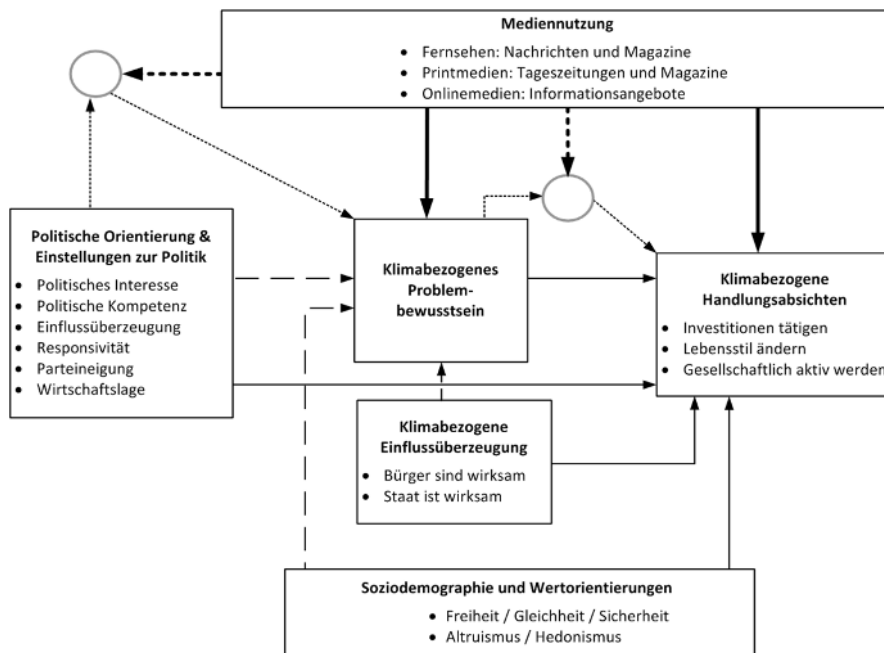 Mediennutzung
• Fernsehen: Nachrichten und Magazine
• Printmedien: Tageszeitungen und Magazine
• Onlinemedien: Informationsangebote
Politische Orientierung &
Einstellungen zur Politik
• Politisches Interesse
• Politische Kompetenz
• Einflussüberzeugung
• Responsivität
• Parteineigung
• Wirtschaftslage
Klimabezogenes
Problem-
bewusstsein
Klimabezogene
Handlungsabsichten
• Investitionen tätigen
• Lebensstil ändern
• Gesellschaftlich aktiv werden
Klimabezogene
Einflussüberzeugung
• Bürger sind wirksam
• Staat ist wirksam
Soziodemographie und Wertorientierungen
• Freiheit / Gleichheit / Sicherheit
• Altruismus / Hedonismus